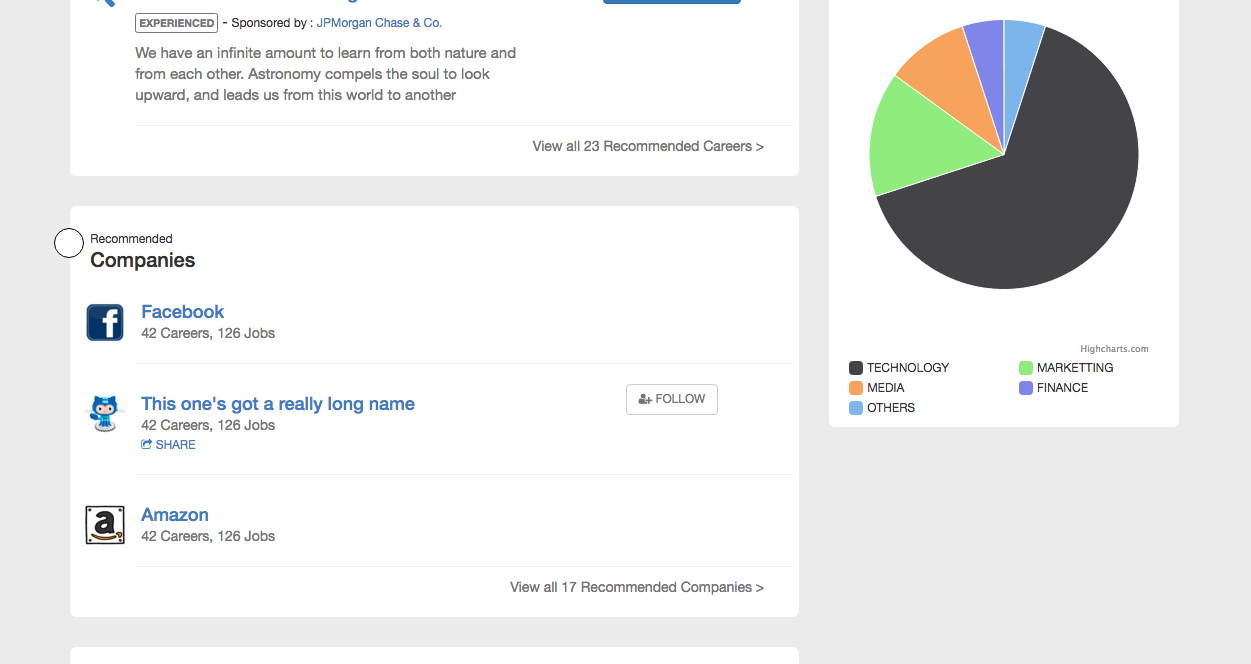 EXPERIENCED - Sponsored by : JPMorgan Chase & Co.
We have an infinite amount to learn from both nature and
from each other. Astronomy compels the soul to look
upward, and leads us from this world to another
View all 23 Recommended Careers >
Recommended
Companies
Facebook
42 Careers, 126 Jobs
This one's got a really long name
42 Careers, 126 Jobs
SHARE
FOLLOW
Amazon
42 Careers, 126 Jobs
View all 17 Recommended Companies >
Highcharts.com
TECHNOLOGY
MARKETTING
MEDIA
FINANCE
OTHERS